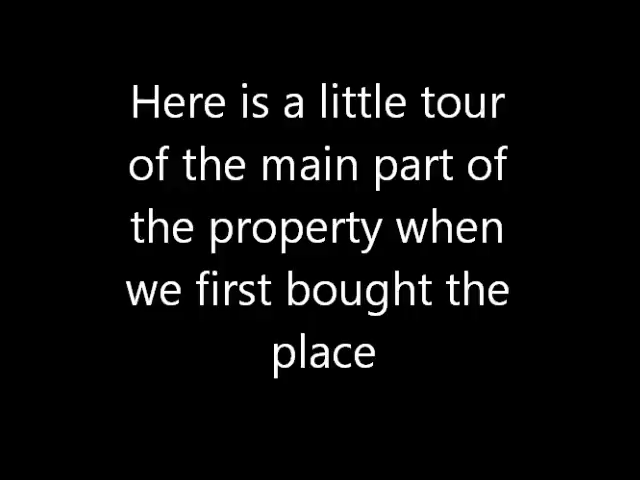 Here is a little tour
of the main part of
the property when
we first bought the
place